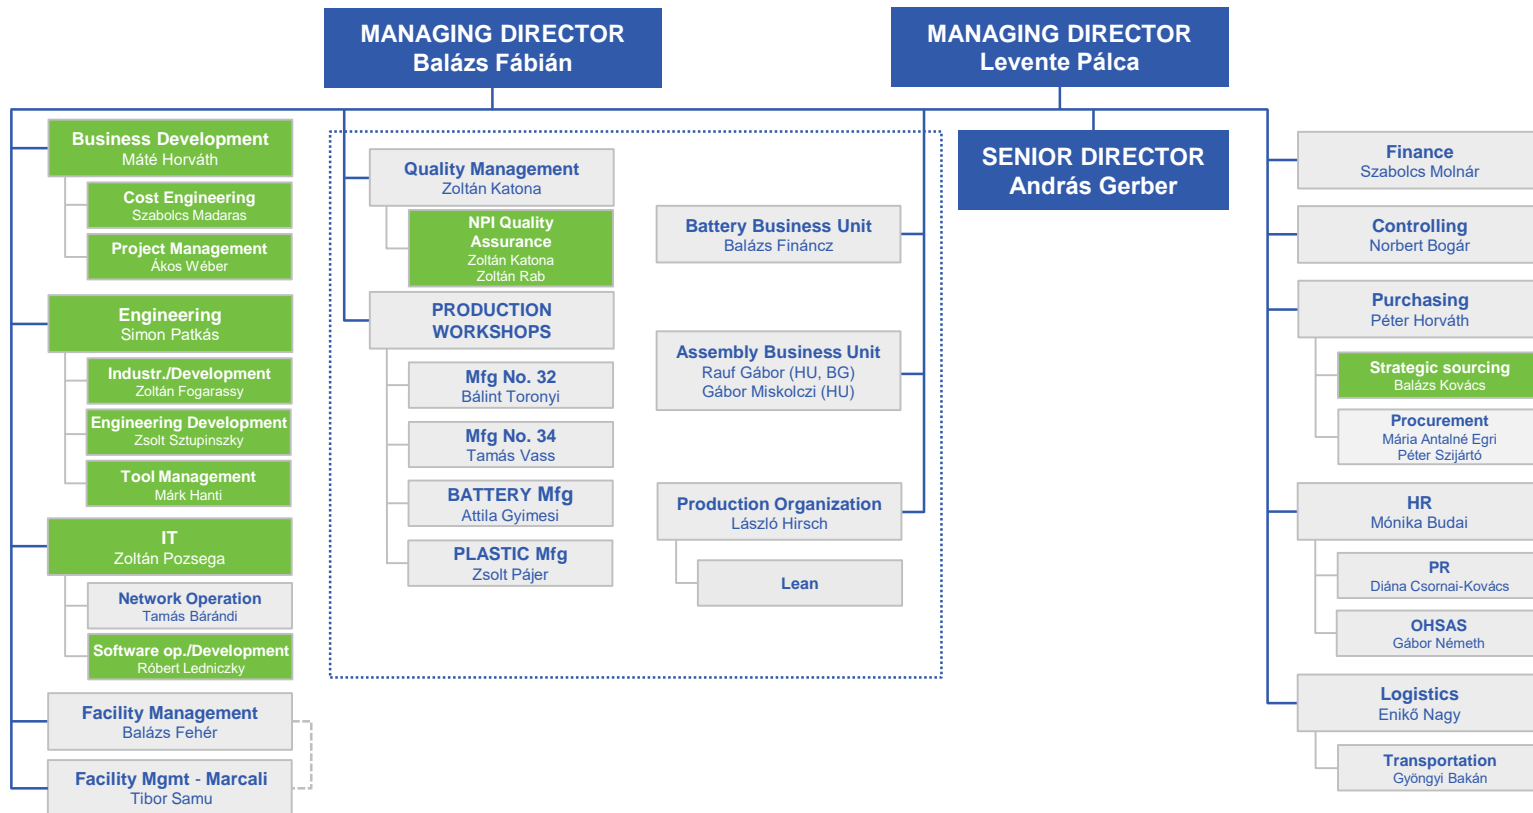 MANAGING DIRECTOR
Balázs Fábián
MANAGING DIRECTOR
Levente Pálca
SENIOR DIRECTOR
András Gerber
Business Development
Máté Horváth
Cost Engineering
Szabolcs Madaras
Project Management
Ákos Wéber
Engineering
Simon Patkás
Industr./Development
Zoltán Fogarassy
Engineering Development
Zsolt Sztupinszky
Tool Management
Márk Hanti
IT
Zoltán Pozsega
Network Operation
Tamás Bárándi
Software op./Development
Róbert Ledniczky
Facility Management
Balázs Fehér
Facility Mgmt - Marcali
Tibor Samu
Quality Management
Zoltán Katona
NPI Quality
Assurance
Zoltán Katona
Zoltán Rab
PRODUCTION
WORKSHOPS
Mfg No. 32
Bálint Toronyi
Mfg No. 34
Tamás Vass
BATTERY Mfg
Attila Gyimesi
PLASTIC Mfg
Zsolt Pájer
Battery Business Unit
Balázs Fináncz
Assembly Business Unit
Rauf Gábor (HU, BG)
Gábor Miskolczi (HU)
Production Organization
László Hirsch
Lean
Finance
Szabolcs Molnár
Controlling
Norbert Bogár
Purchasing
Péter Horváth
Strategic sourcing
Balázs Kovács
Procurement
Mária Antalné Egri
Péter Szijártó
HR
Mónika Budai
PR
Diána Csornai-Kovács
OHSAS
Gábor Németh
Logistics
Enikő Nagy
Transportation
Gyöngyi Bakán